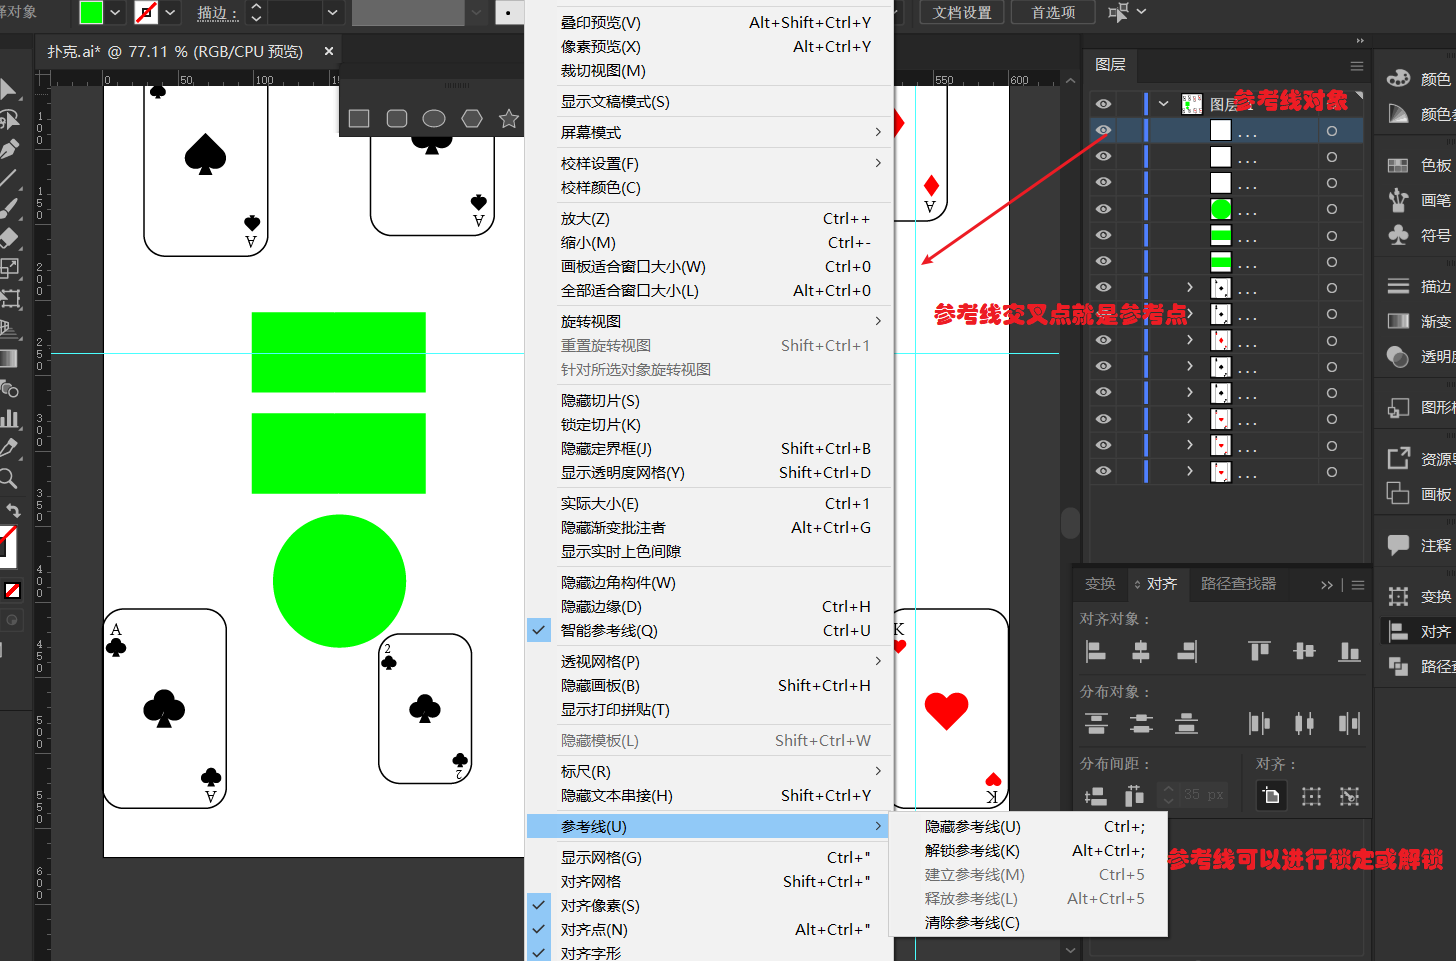 择对象
描边：
文档设置
首选项
扑克.ai* @ 77.11 % (RGB/CPU 预览) ×
0
50
100
550
600
100
150
200
250
300
350
400
450
500
550
600
A
A
A
A
A
2
2
K
K
叠印预览(V) Alt+Shift+Ctrl+Y
像素预览(X) Alt+Ctrl+Y
裁切视图(M)
显示文稿模式(S)
屏幕模式
校样设置(F)
校样颜色(C)
放大(Z) Ctrl++
缩小(M) Ctrl+-
画板适合窗口大小(W) Ctrl+0
全部适合窗口大小(L) Alt+Ctrl+0
旋转视图
重置旋转视图 Shift+Ctrl+1
针对所选对象旋转视图
隐藏切片(S)
锁定切片(K)
隐藏定界框(J) Shift+Ctrl+B
显示透明度网格(Y) Shift+Ctrl+D
实际大小(E) Ctrl+1
隐藏渐变批注者 Alt+Ctrl+G
显示实时上色间隙
隐藏边角构件(W)
隐藏边缘(D) Ctrl+H
智能参考线(Q) Ctrl+U
透视网格(P)
隐藏画板(B) Shift+Ctrl+H
显示打印拼贴(T)
隐藏模板(L) Shift+Ctrl+W
标尺(R)
隐藏文本串接(H) Shift+Ctrl+Y
参考线(U)
显示网格(G) Ctrl+"
对齐网格 Shift+Ctrl+"
对齐像素(S)
对齐点(N) Alt+Ctrl+"
对齐字形
隐藏参考线(U) Ctrl+;
解锁参考线(K) Alt+Ctrl+;
建立参考线(M) Ctrl+5
释放参考线(L) Alt+Ctrl+5
清除参考线(C)
参考线可以进行锁定或解锁
参考线交叉点就是参考点
图层
图层
参考线对象
...
...
...
...
...
...
...
...
...
...
...
...
...
...
变换
对齐
路径查找器
对齐对象：
分布对象：
分布间距：
对齐：
35 px
颜色
颜色
色板
画笔
符号
描边
渐变
透明
图形
资源
画板
注释
变换
对齐
路径